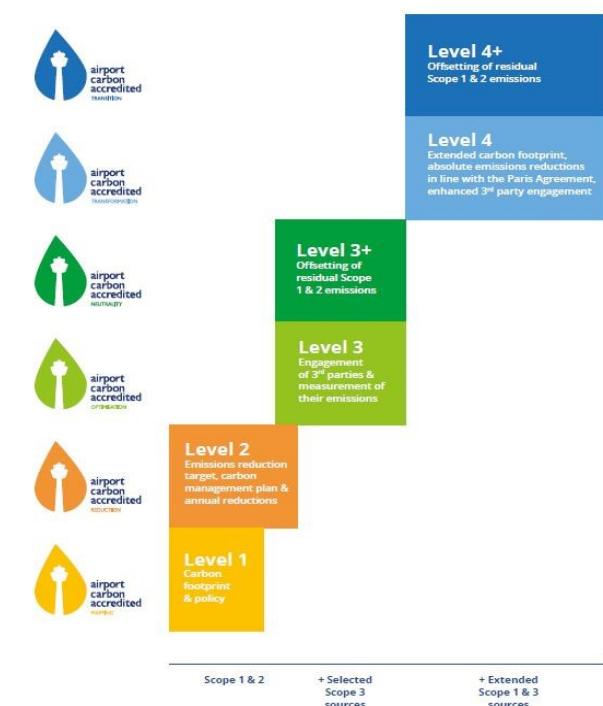 airport
carbon
accredited
TRANSITION
Level 4+
Offsetting of residual
Scope 1 & 2 emissions
airport
carbon
accredited
TRANSFORMATION
Level 4
Extended carbon footprint,
absolute emissions reductions
in line with the Paris Agreement,
enhanced 3rd party engagement
airport
carbon
accredited
NEUTRALITY
Level 3+
Offsetting of
residual Scope
1 & 2 emissions
airport
carbon
accredited
OPTIMISATION
Level 3
Engagement
of 3rd parties &
measurement of
their emissions
airport
carbon
accredited
REDUCTION
Level 2
Emissions reduction
target, carbon
management plan &
annual reductions
airport
carbon
accredited
MAPPING
Level 1
Carbon
footprint
& policy
Scope 1 & 2
+ Selected
Scope 3
sources
+ Extended
Scope 1 & 3
sources